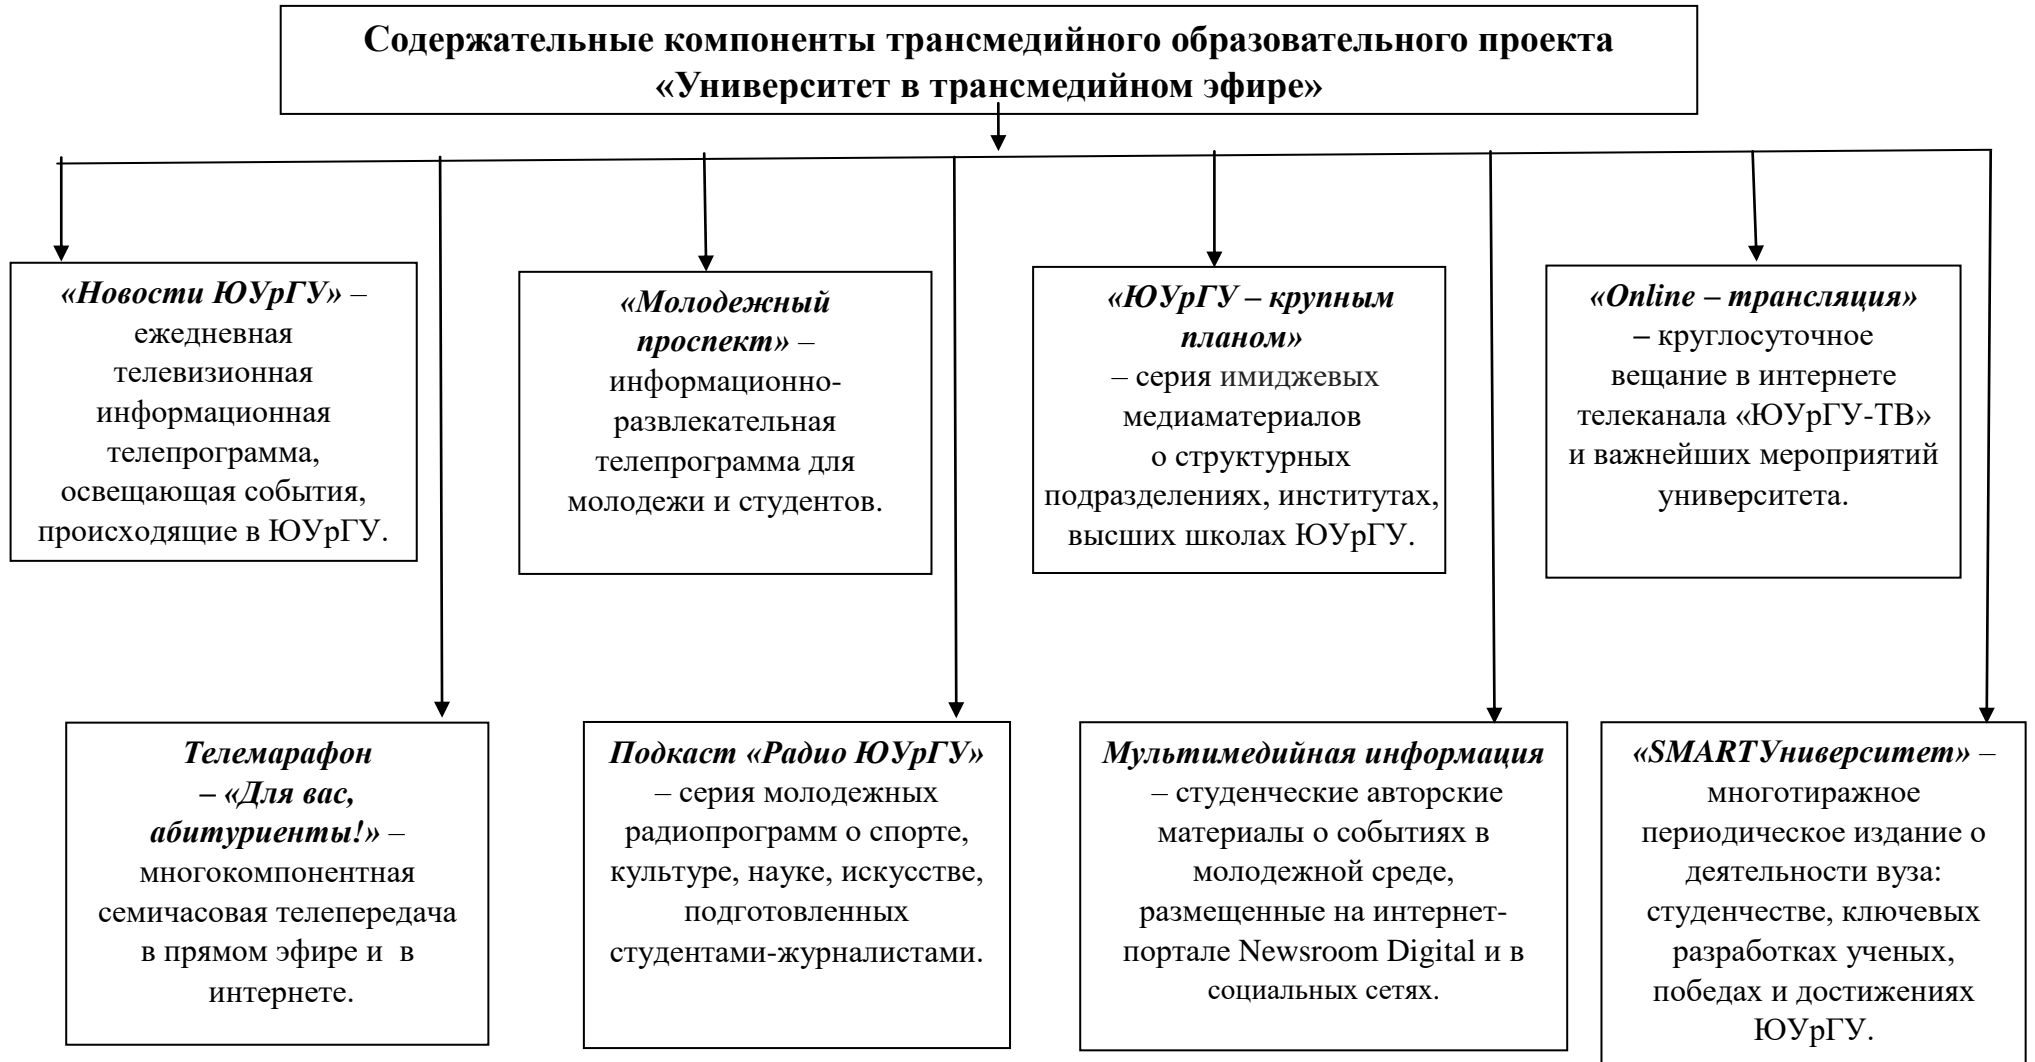 Содержательные компоненты трансмедийного образовательного проекта
«Университет в трансмедийном эфире»
«Новости ЮУрГУ» –
ежедневная
телевизионная
информационная
телепрограмма,
освещающая события,
происходящие в ЮУрГУ.
«Молодежный
проспект» –
информационно-
развлекательная
телепрограмма для
молодежи и студентов.
«ЮУрГУ – крупным
планом»
– серия имиджевых
медиаматериалов
о структурных
подразделениях, институтах,
высших школах ЮУрГУ.
«Online – трансляция»
– круглосуточное
вещание в интернете
телеканала «ЮУрГУ-ТВ»
и важнейших мероприятий
университета.
Телемарафон
– «Для вас,
абитуриенты!» –
многокомпонентная
семичасовая телепередача
в прямом эфире и в
интернете.
Подкаст «Радио ЮУрГУ»
– серия молодежных
радиопрограмм о спорте,
культуре, науке, искусстве,
подготовленных
студентами-журналистами.
Мультимедийная информация
– студенческие авторские
материалы о событиях в
молодежной среде,
размещенные на интернет-
портале Newsroom Digital и в
социальных сетях.
«SMARTУниверситет» –
многотиражное
периодическое издание о
деятельности вуза:
студенчестве, ключевых
разработках ученых,
победах и достижениях
ЮУрГУ.